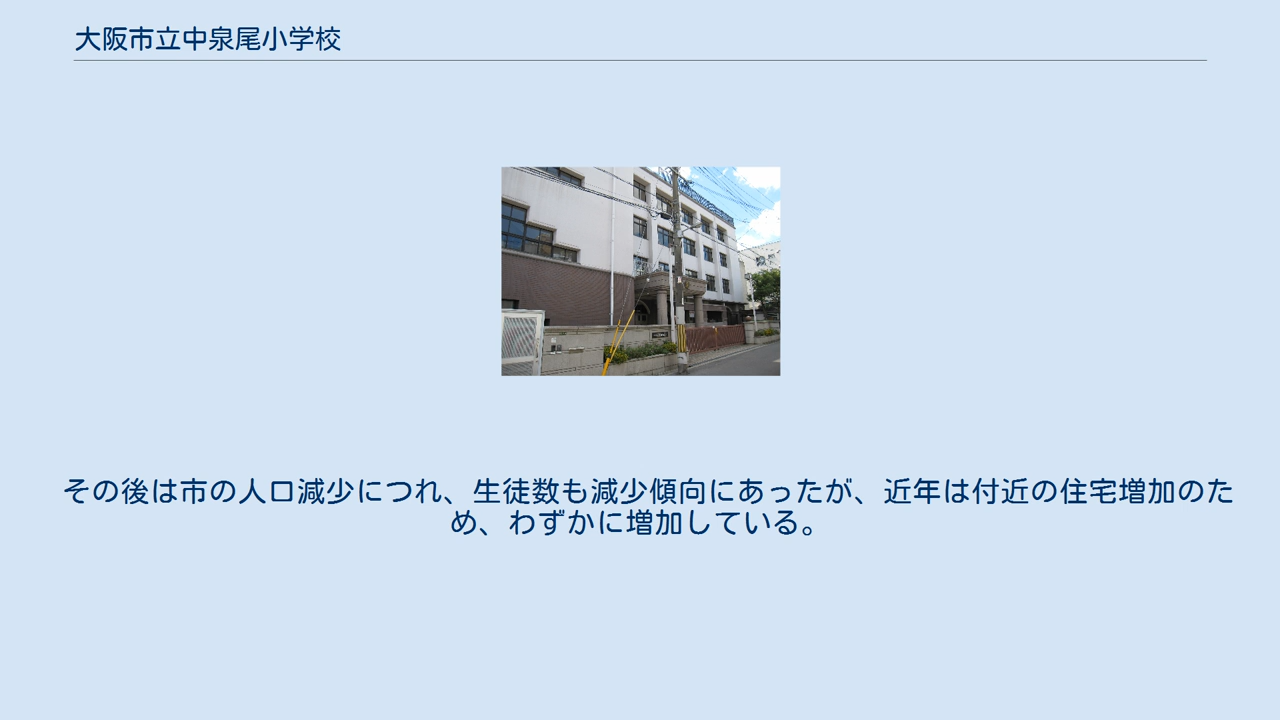 大阪市立中泉尾小学校
その後は市の人口減少につれ、生徒数も減少傾向にあったが、近年は付近の住宅増加のた
め、わずかに増加している。